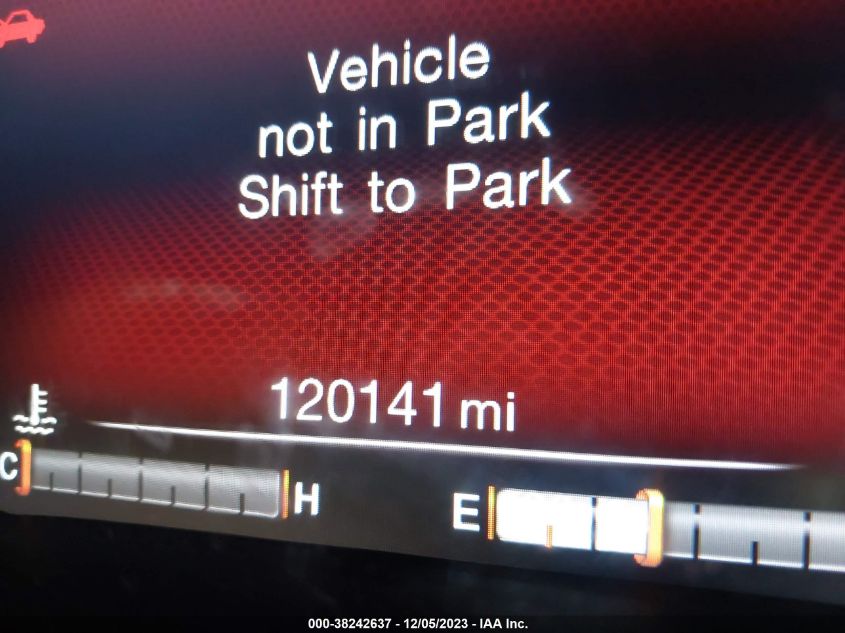 Vehicle
not in Park
Shift to Park
120141 mi
C H E
000-38242637 - 12/05/2023 - IAA Inc.